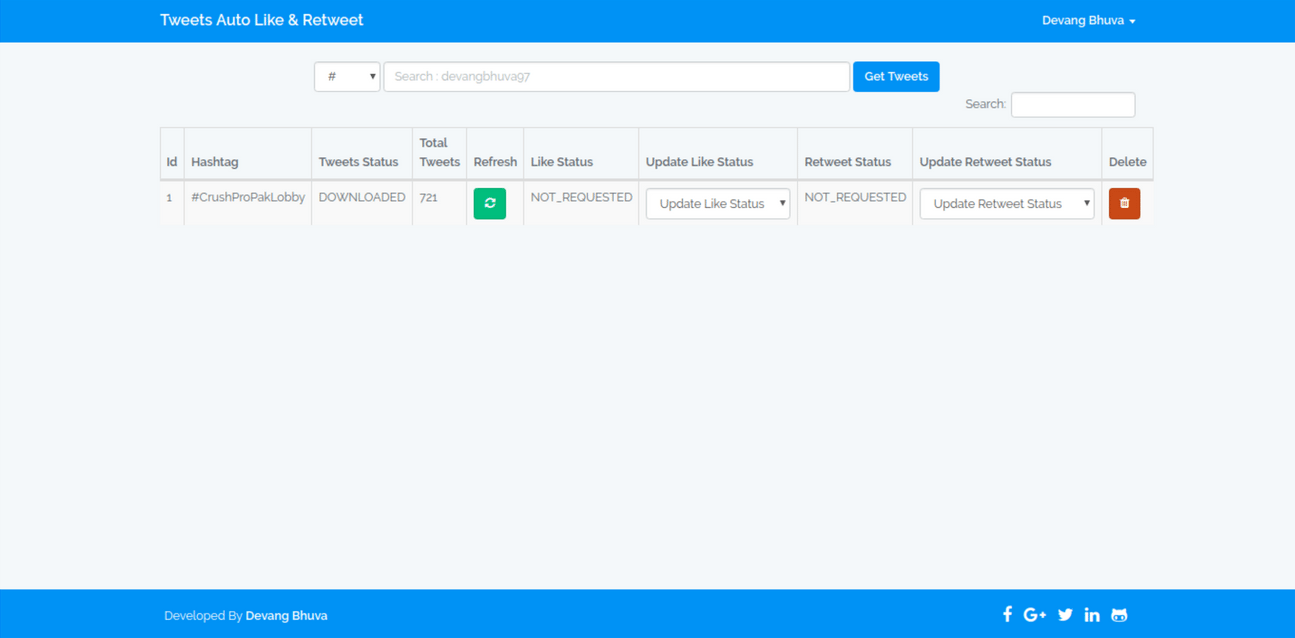 Tweets Auto Like & Retweet
Devang Bhuva
#
Search : devangbhuva97
Get Tweets
Search:
Id Hashtag Tweets Status Total Tweets Refresh Like Status Update Like Status Retweet Status Update Retweet Status Delete
1 #CrushProPakLobby DOWNLOADED 721 NOT_REQUESTED Update Like Status NOT_REQUESTED Update Retweet Status
Developed By Devang Bhuva